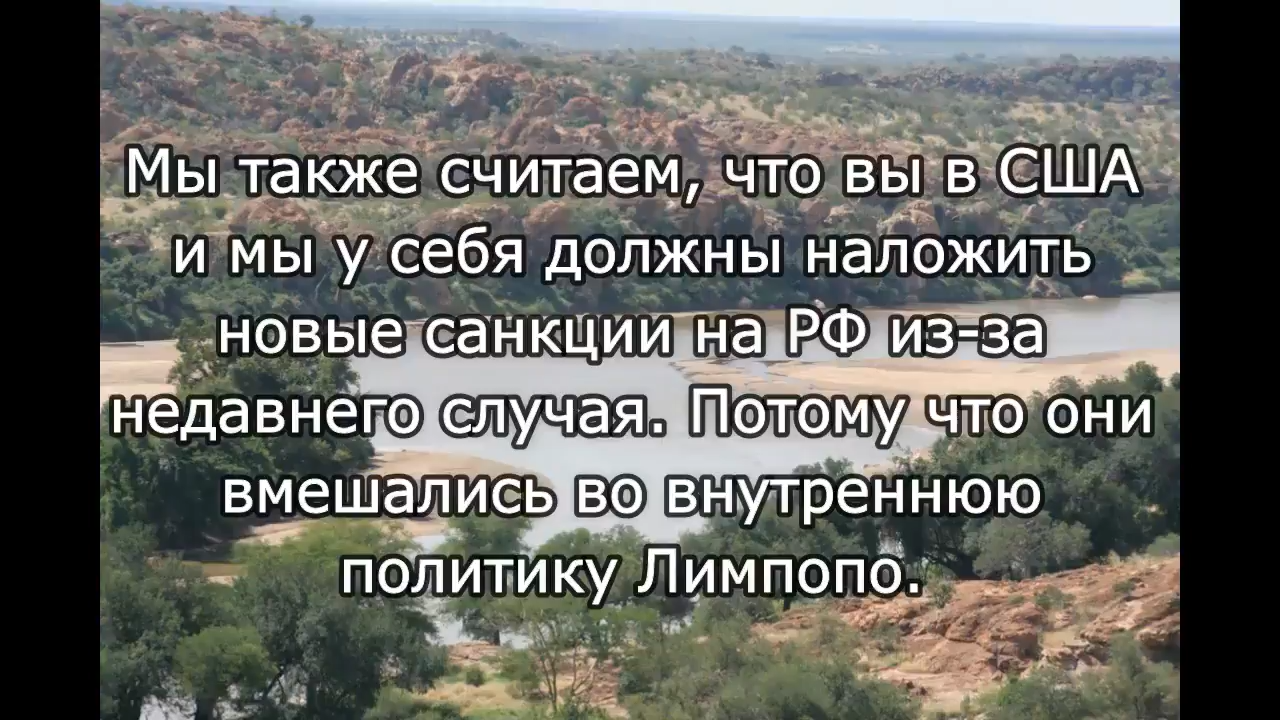 Мы также считаем, что вы в США
и мы у себя должны наложить
новые санкции на РФ из-за
недавнего случая. Потому что они
вмешались во внутреннюю
политику Лимпопо.